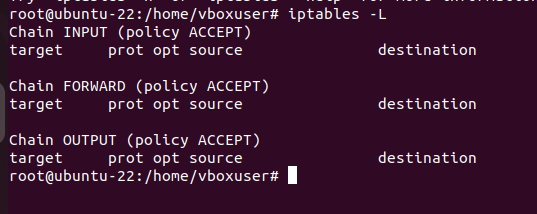 root@ubuntu-22:/home/vboxuser# iptables -L
Chain INPUT (policy ACCEPT)
target     prot opt source               destination

Chain FORWARD (policy ACCEPT)
target     prot opt source               destination

Chain OUTPUT (policy ACCEPT)
target     prot opt source               destination
root@ubuntu-22:/home/vboxuser#